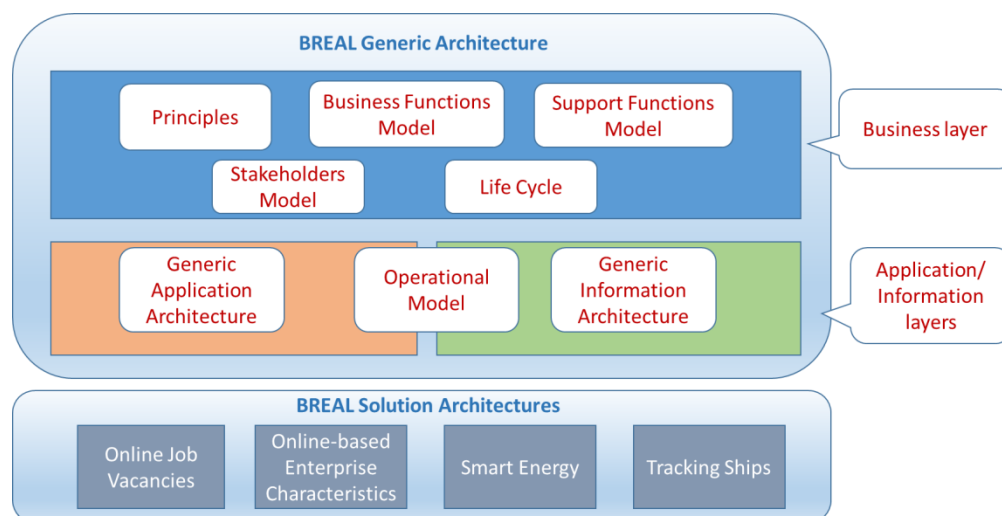 BREAL Generic Architecture
Principles
Business Functions
Model
Support Functions
Model
Business layer
Stakeholders
Model
Life Cycle
Generic
Application
Architecture
Operational
Model
Generic
Information
Architecture
Application/
Information
layers
BREAL Solution Architectures
Online Job
Vacancies
Online-based
Enterprise
Characteristics
Smart Energy
Tracking Ships